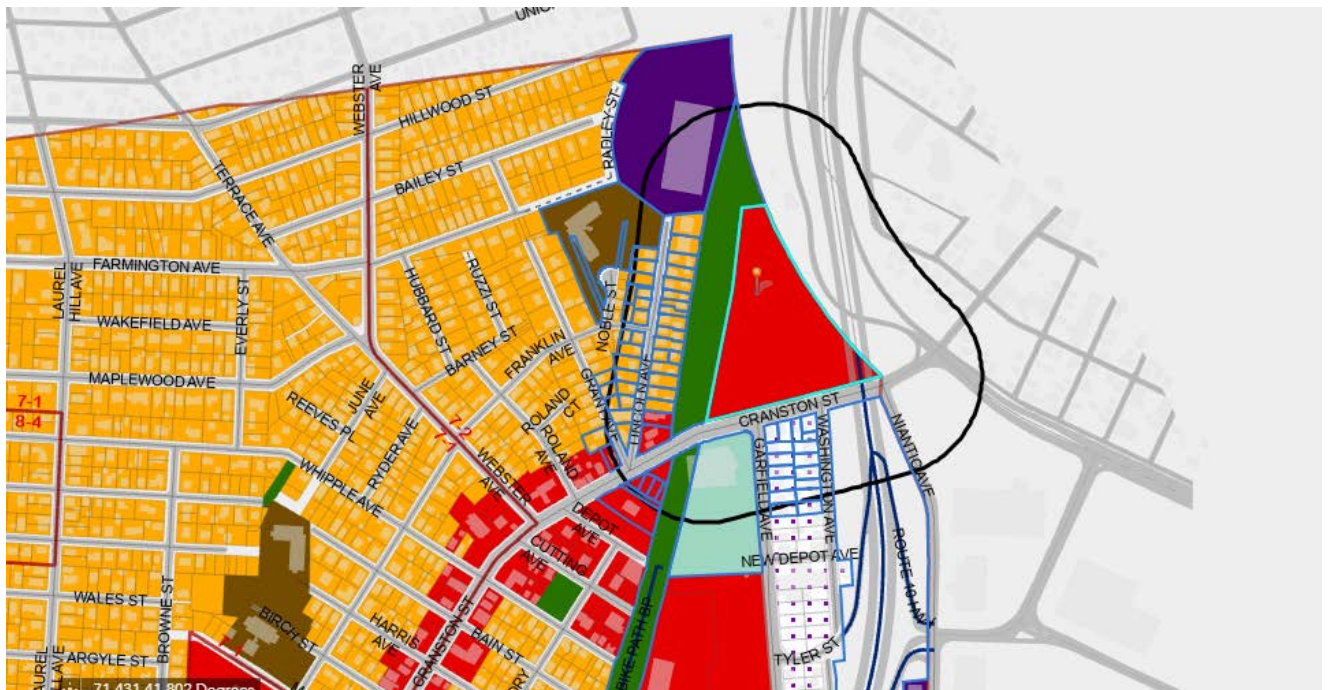 UNIO
WEBSTER
AVE
HILLWOOD ST
RADLEY ST
BAILEY ST
TERRACE AVE
LAUREL
HILL AVE
FARMINGTON AVE
EVERLY ST
WAKEFIELD AVE
HUBBARD ST
RUZZI ST
NOBLE ST
BARNEY ST
FRANKLIN
AVE
MAPLEWOOD AVE
JUNE
AVE
GRANT AVE
LINCOLN AVE
CRANSTON ST
7-1
8-4
REEVES PL
RYDER AVE
7-2
ROLAND
CT
ROLAND
AVE
GARFIELD AVE
WASHINGTON AVE
NIANTIC AVE
WHIPPLE AVE
WEBSTER
AVE
DEPOT
AVE
CUTTING
AVE
NEW DEPOT AVE
ROUTE 10 HW
WALES ST
BROWNE ST
BIRCH ST
HARRIS
AVE
CRANSTON ST
BAIN ST
BIKE PATH BP
TYLER ST
ARGYLE ST
LAUREL
ILL AVE
ORY
-71.431 41.802 Degrees